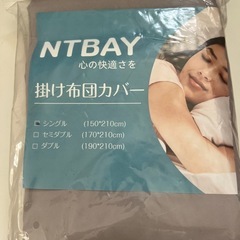 NTBAY
心の快適さを
掛け布団カバー
シングル (150*210cm)
セミダブル (170*210cm)
ダブル (190*210cm)